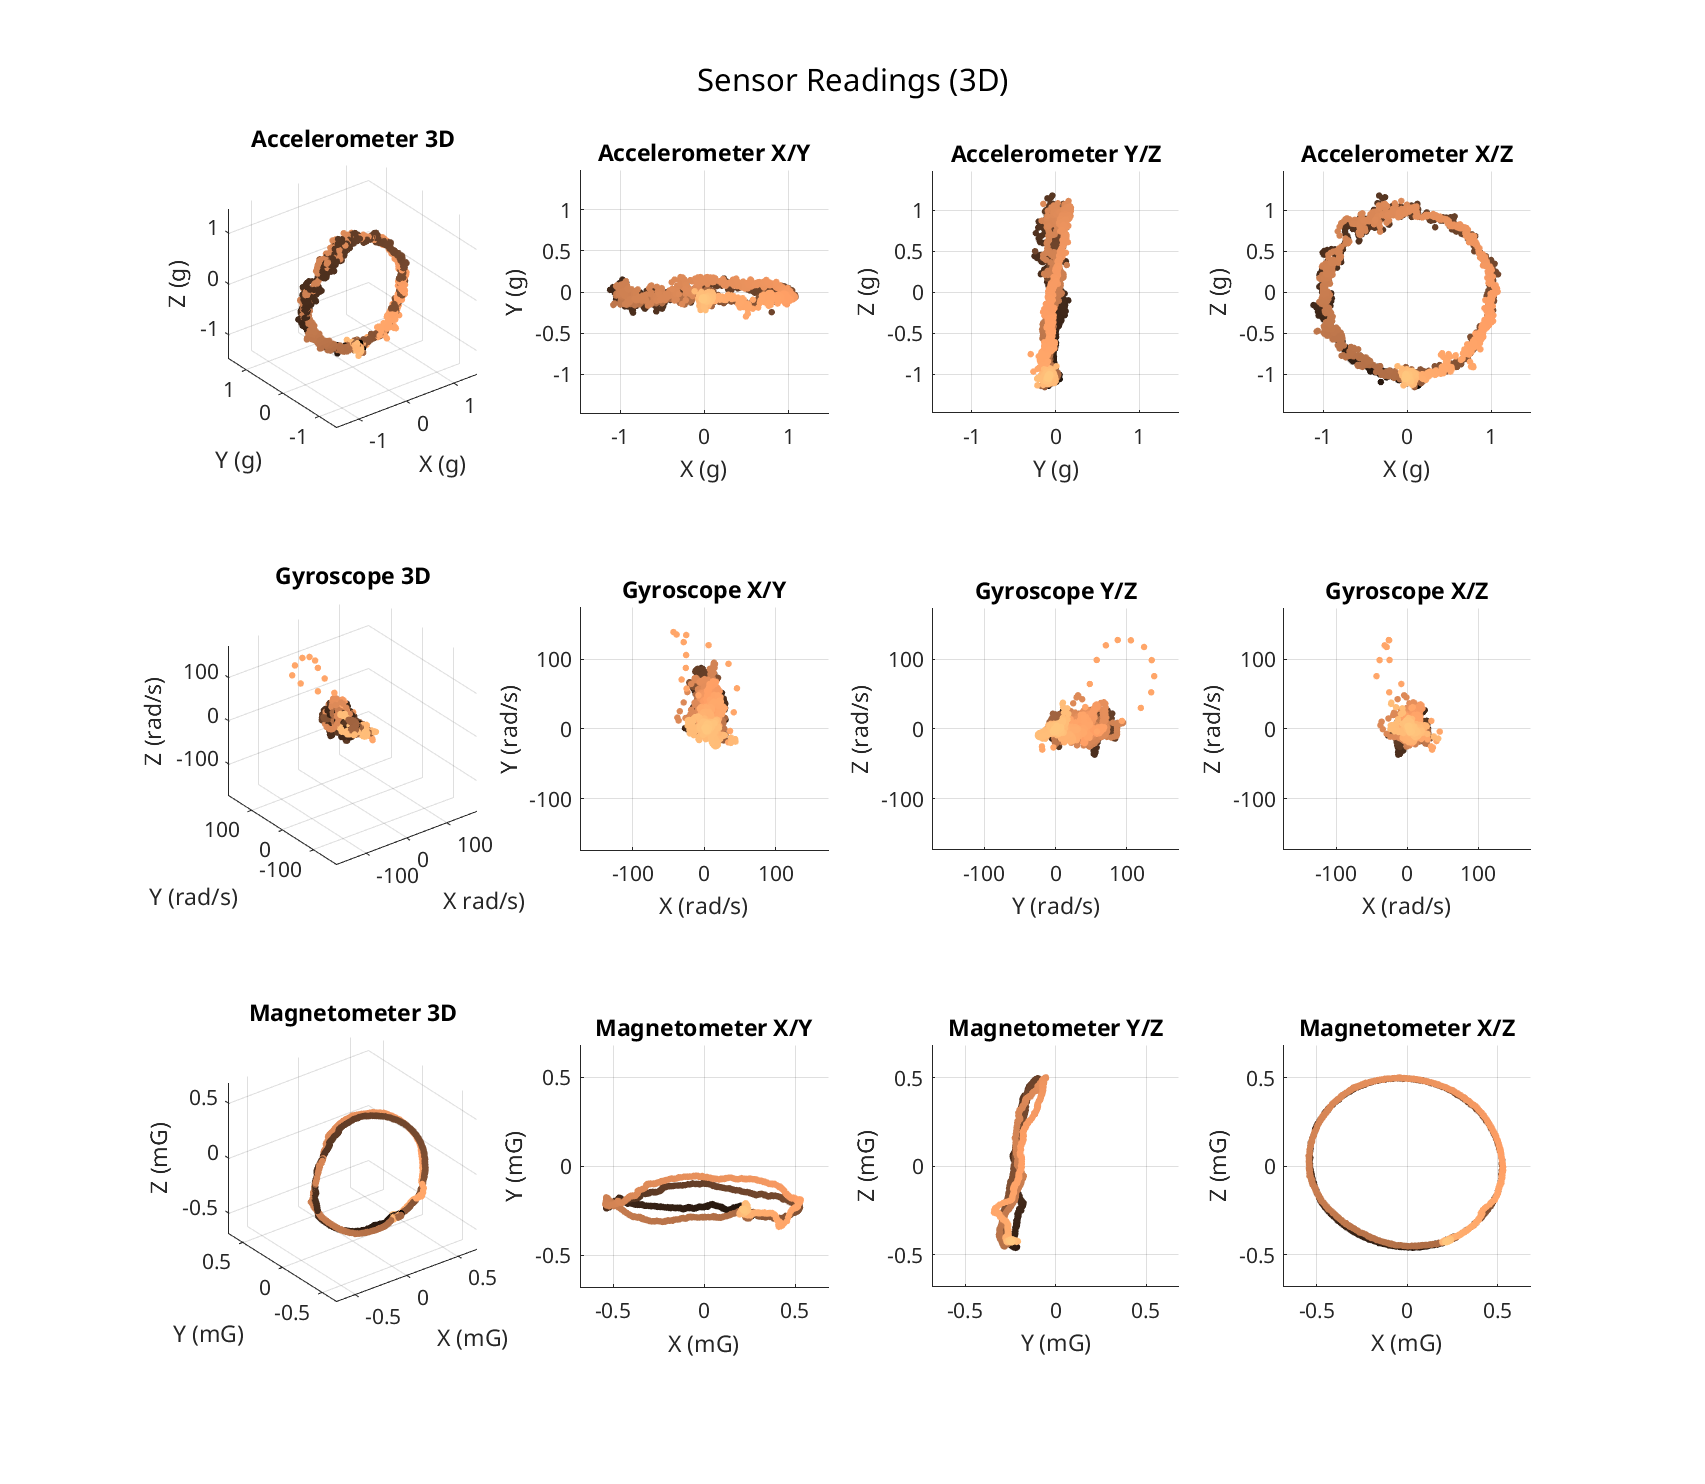 Sensor Readings (3D)
Accelerometer 3D
1
0
-1
Z (g)
1
0
-1
Y (g)
-1
0
1
X (g)
Accelerometer X/Y
1
0.5
0
-0.5
-1
Y (g)
-1
0
1
X (g)
Accelerometer Y/Z
1
0.5
0
-0.5
-1
Z (g)
-1
0
1
Y (g)
Accelerometer X/Z
1
0.5
0
-0.5
-1
Z (g)
-1
0
1
X (g)
Gyroscope 3D
100
0
-100
Z (rad/s)
100
0
-100
Y (rad/s)
-100
0
100
X rad/s)
Gyroscope X/Y
100
0
-100
Y (rad/s)
-100
0
100
X (rad/s)
Gyroscope Y/Z
100
0
-100
Z (rad/s)
-100
0
100
Y (rad/s)
Gyroscope X/Z
100
0
-100
Z (rad/s)
-100
0
100
X (rad/s)
Magnetometer 3D
0.5
0
-0.5
Z (mG)
0.5
0
-0.5
Y (mG)
-0.5
0
0.5
X (mG)
Magnetometer X/Y
0.5
0
-0.5
Y (mG)
-0.5
0
0.5
X (mG)
Magnetometer Y/Z
0.5
0
-0.5
Z (mG)
-0.5
0
0.5
Y (mG)
Magnetometer X/Z
0.5
0
-0.5
Z (mG)
-0.5
0
0.5
X (mG)